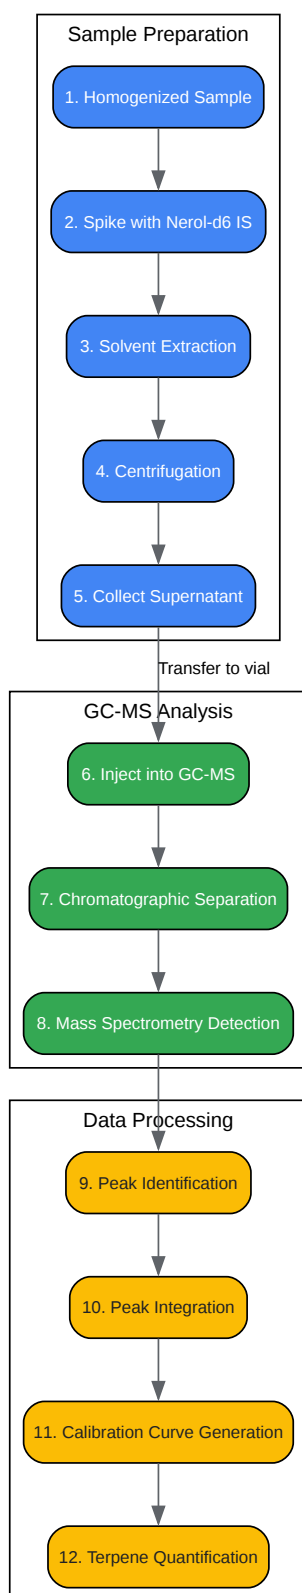 Sample Preparation
1. Homogenized Sample
2. Spike with Nerol-d6 IS
3. Solvent Extraction
4. Centrifugation
5. Collect Supernatant
Transfer to vial
GC-MS Analysis
6. Inject into GC-MS
7. Chromatographic Separation
8. Mass Spectrometry Detection
Data Processing
9. Peak Identification
10. Peak Integration
11. Calibration Curve Generation
12. Terpene Quantification